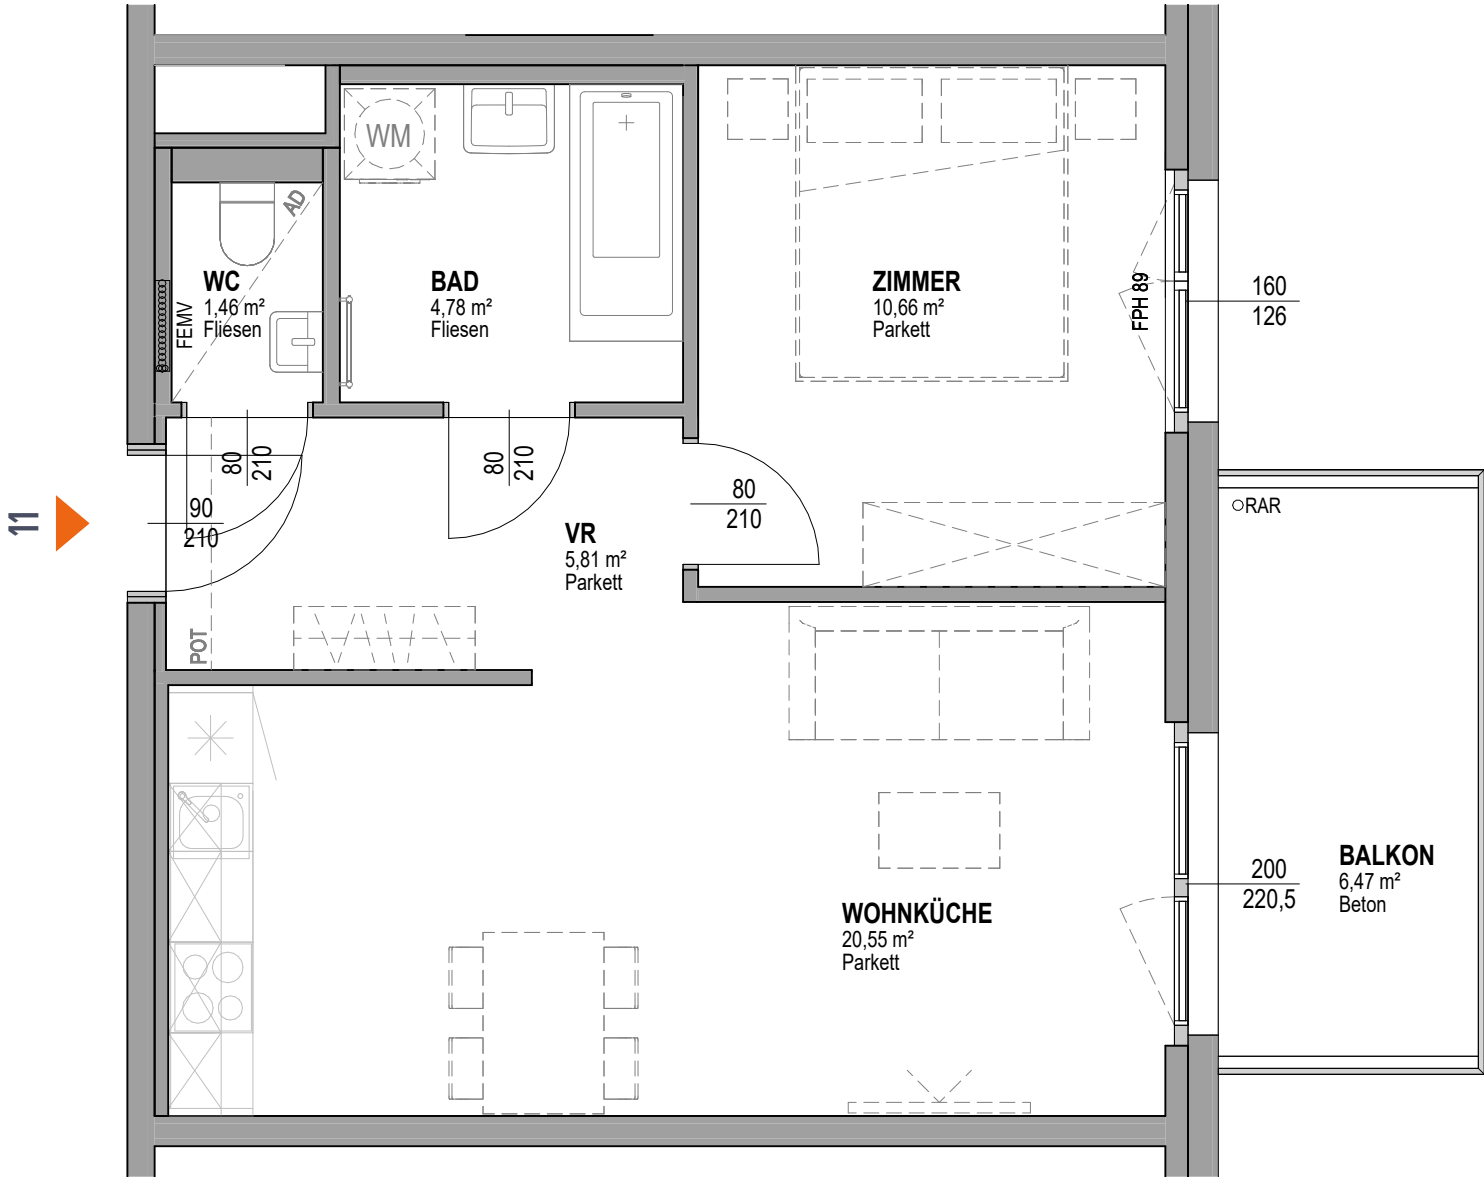 WM
AD
WC
1,46 m²
Fliesen
FEMV
BAD
4,78 m²
Fliesen
ZIMMER
10,66 m²
Parkett
FPH 89
160
126
80
210
80
210
90
210
80
210
11
VR
5,81 m²
Parkett
POT
RAR
200
220,5
BALKON
6,47 m²
Beton
WOHNKÜCHE
20,55 m²
Parkett